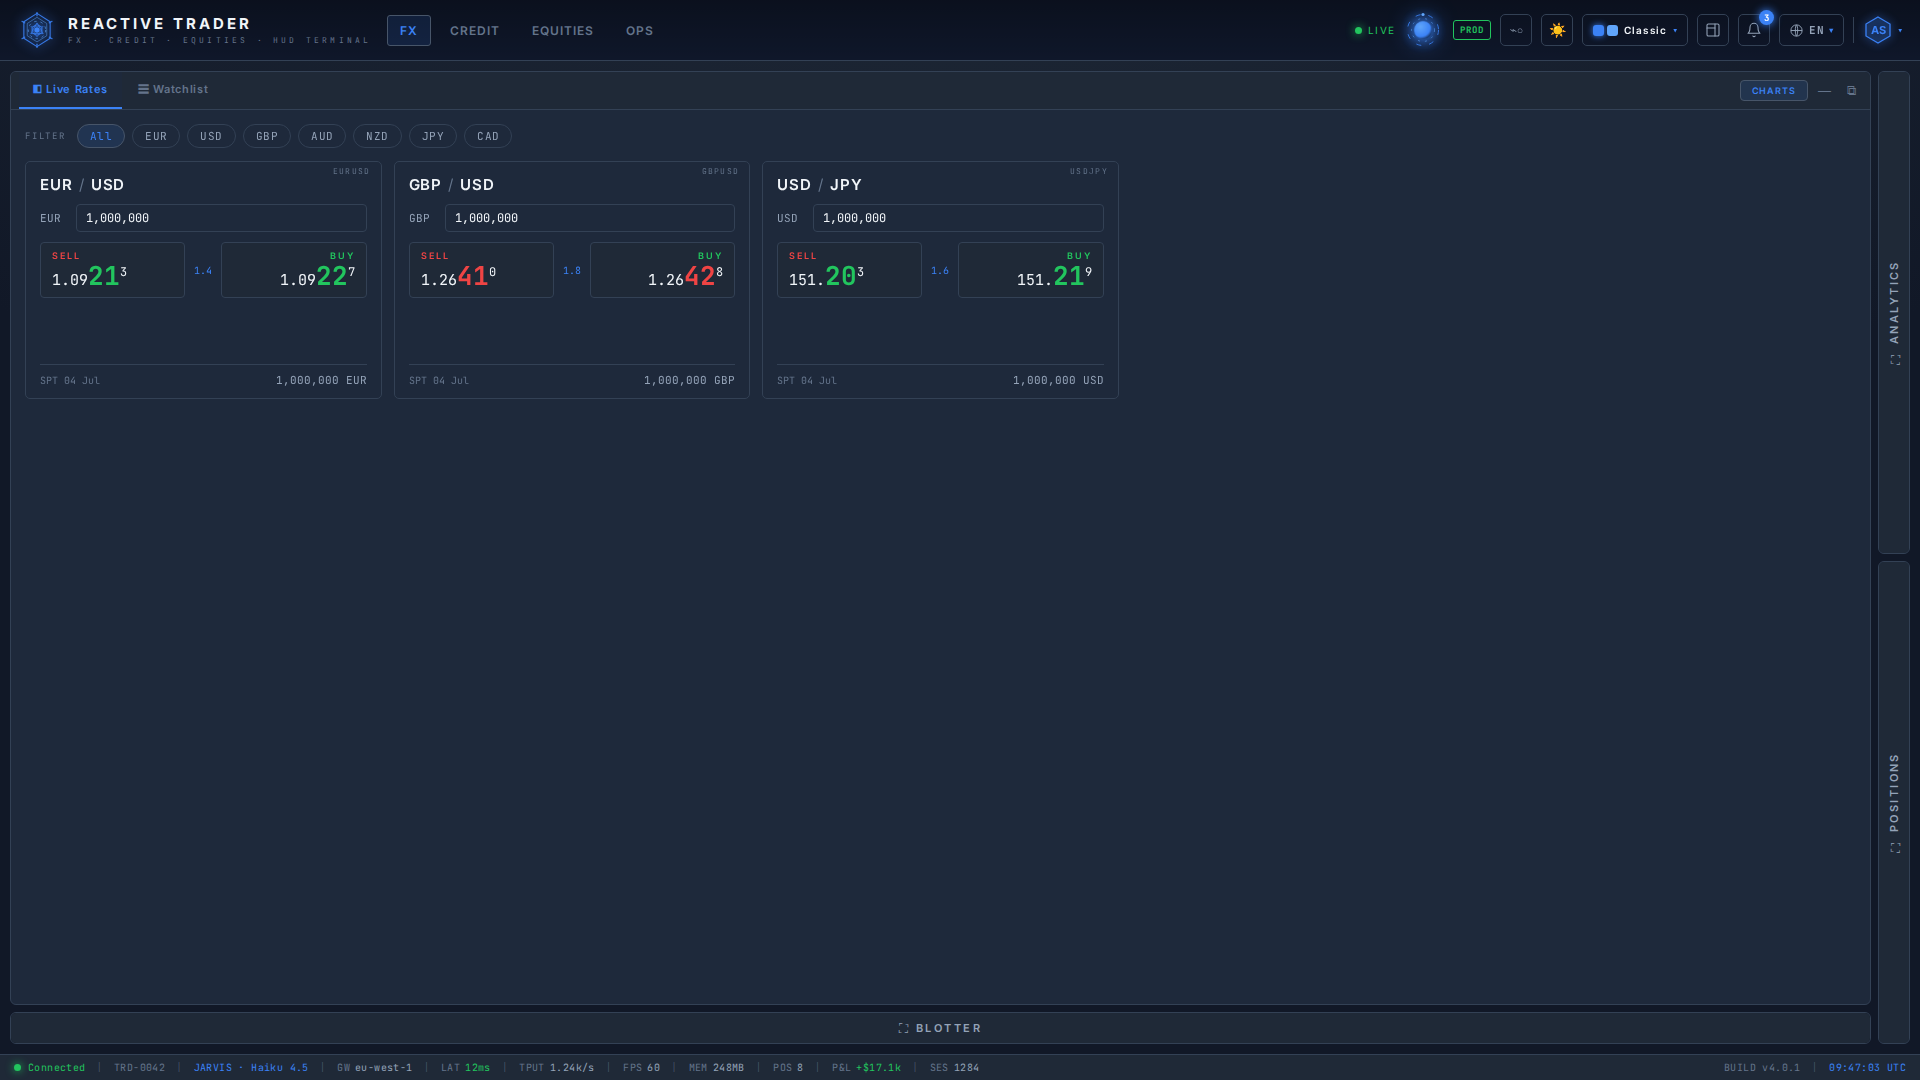 REACTIVE TRADER
FX · CREDIT · EQUITIES · HUD TERMINAL
FX CREDIT EQUITIES OPS
LIVE PROD Classic 3 EN AS
Live Rates Watchlist CHARTS
FILTER All EUR USD GBP AUD NZD JPY CAD
EURUSD
EUR / USD
EUR 1,000,000
SELL BUY
1.09213 1.4 1.09227
SPT 04 Jul 1,000,000 EUR
GBPUSD
GBP / USD
GBP 1,000,000
SELL BUY
1.26410 1.8 1.26428
SPT 04 Jul 1,000,000 GBP
USDJPY
USD / JPY
USD 1,000,000
SELL BUY
151.203 1.6 151.219
SPT 04 Jul 1,000,000 USD
ANALYTICS
POSITIONS
BLOTTER
Connected TRD-0042 JARVIS · Haiku 4.5 GW eu-west-1 LAT 12ms TPUT 1.24k/s FPS 60 MEM 248MB POS 8 P&L +$17.1k SES 1284 BUILD v4.0.1 09:47:03 UTC